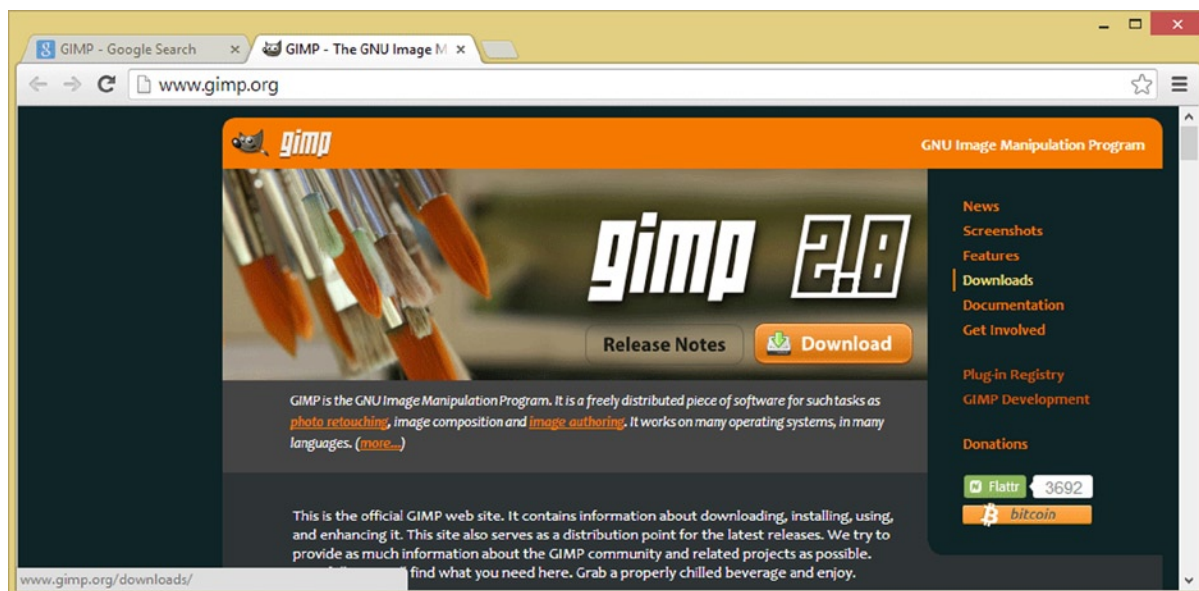 GIMP - Google Search
GIMP - The GNU Image M
www.gimp.org
gimp
GNU Image Manipulation Program
gimp 2.8
Release Notes
Download
News
Screenshots
Features
Downloads
Documentation
Get Involved
Plug-in Registry
GIMP Development
Donations
Flattr 3692
bitcoin
GIMP is the GNU Image Manipulation Program. It is a freely distributed piece of software for such tasks as
photo retouching, image composition and image authoring. It works on many operating systems, in many
languages. (more...)
This is the official GIMP web site. It contains information about downloading, installing, using,
and enhancing it. This site also serves as a distribution point for the latest releases. We try to
provide as much information about the GIMP community and related projects as possible.
find what you need here. Grab a properly chilled beverage and enjoy.
www.gimp.org/downloads/